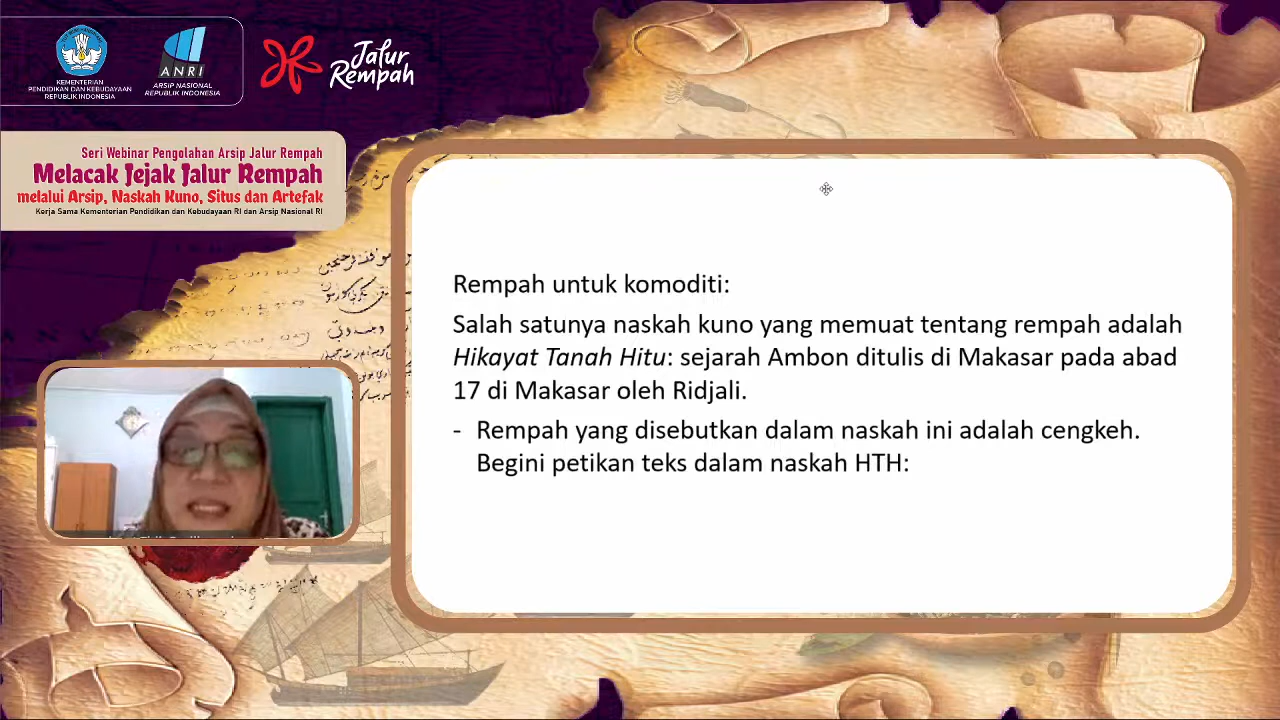 KEMENTERIAN
PENDIDIKAN DAN KEBUDAYAAN
REPUBLIK INDONESIA
ANRI
ARSIP NASIONAL
REPUBLIK INDONESIA
Jalur
Rempah
Seri Webinar Pengolahan Arsip Jalur Rempah
Melacak Jejak Jalur Rempah
melalui Arsip, Naskah Kuno, Situs dan Artefak
Kerja Sama Kementerian Pendidikan dan Kebudayaan RI dan Arsip Nasional RI
Rempah untuk komoditi:
Salah satunya naskah kuno yang memuat tentang rempah adalah
Hikayat Tanah Hitu: sejarah Ambon ditulis di Makasar pada abad
17 di Makasar oleh Ridjali.
- Rempah yang disebutkan dalam naskah ini adalah cengkeh.
Begini petikan teks dalam naskah HTH: